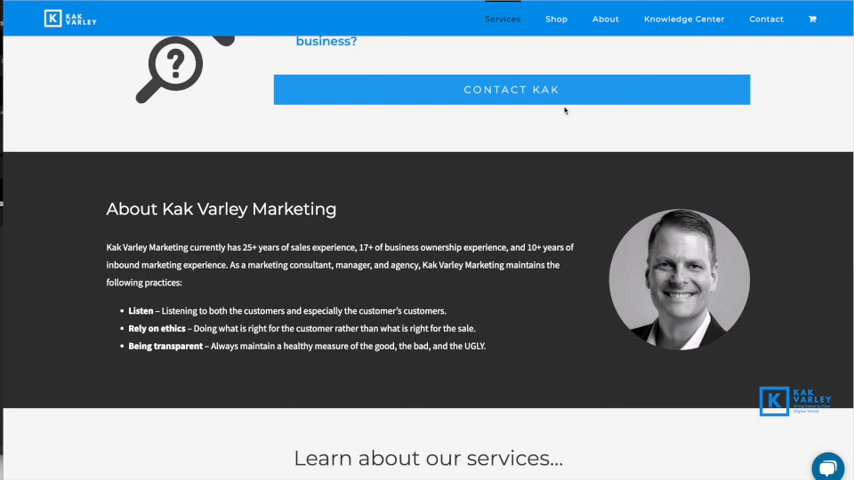 KAK
VARLEY
Services
Shop
About
Knowledge Center
Contact
business?
CONTACT KAK
About Kak Varley Marketing
Kak Varley Marketing currently has 25+ years of sales experience, 17+ of business ownership experience, and 10+ years of
inbound marketing experience. As a marketing consultant, manager, and agency, Kak Varley Marketing maintains the
following practices:
• Listen – Listening to both the customers and especially the customer's customers.
• Rely on ethics – Doing what is right for the customer rather than what is right for the sale.
• Being transparent – Always maintain a healthy measure of the good, the bad, and the UGLY.
KAK
VARLEY
Learn about our services...